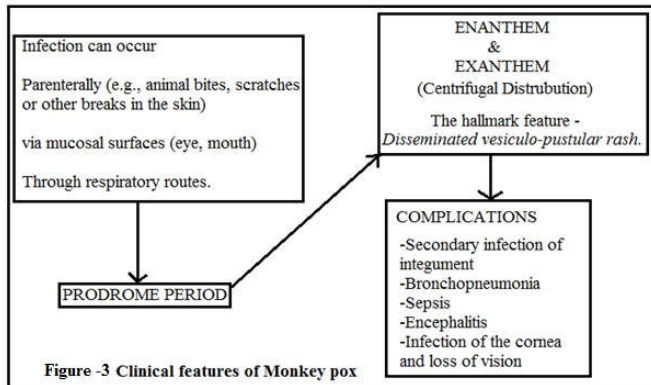 Infection can occur
Parenterally (e.g., animal bites, scratches
or other breaks in the skin)
via mucosal surfaces (eye, mouth)
Through respiratory routes.
PRODROME PERIOD
ENANTHEM
&
EXANTHEM
(Centrifugal Distrubution)
The hallmark feature -
Disseminated vesiculo-pustular rash.
COMPLICATIONS
-Secondary infection of
integument
-Bronchopneumonia
-Sepsis
-Encephalitis
-Infection of the cornea
and loss of vision
Figure -3 Clinical features of Monkey pox